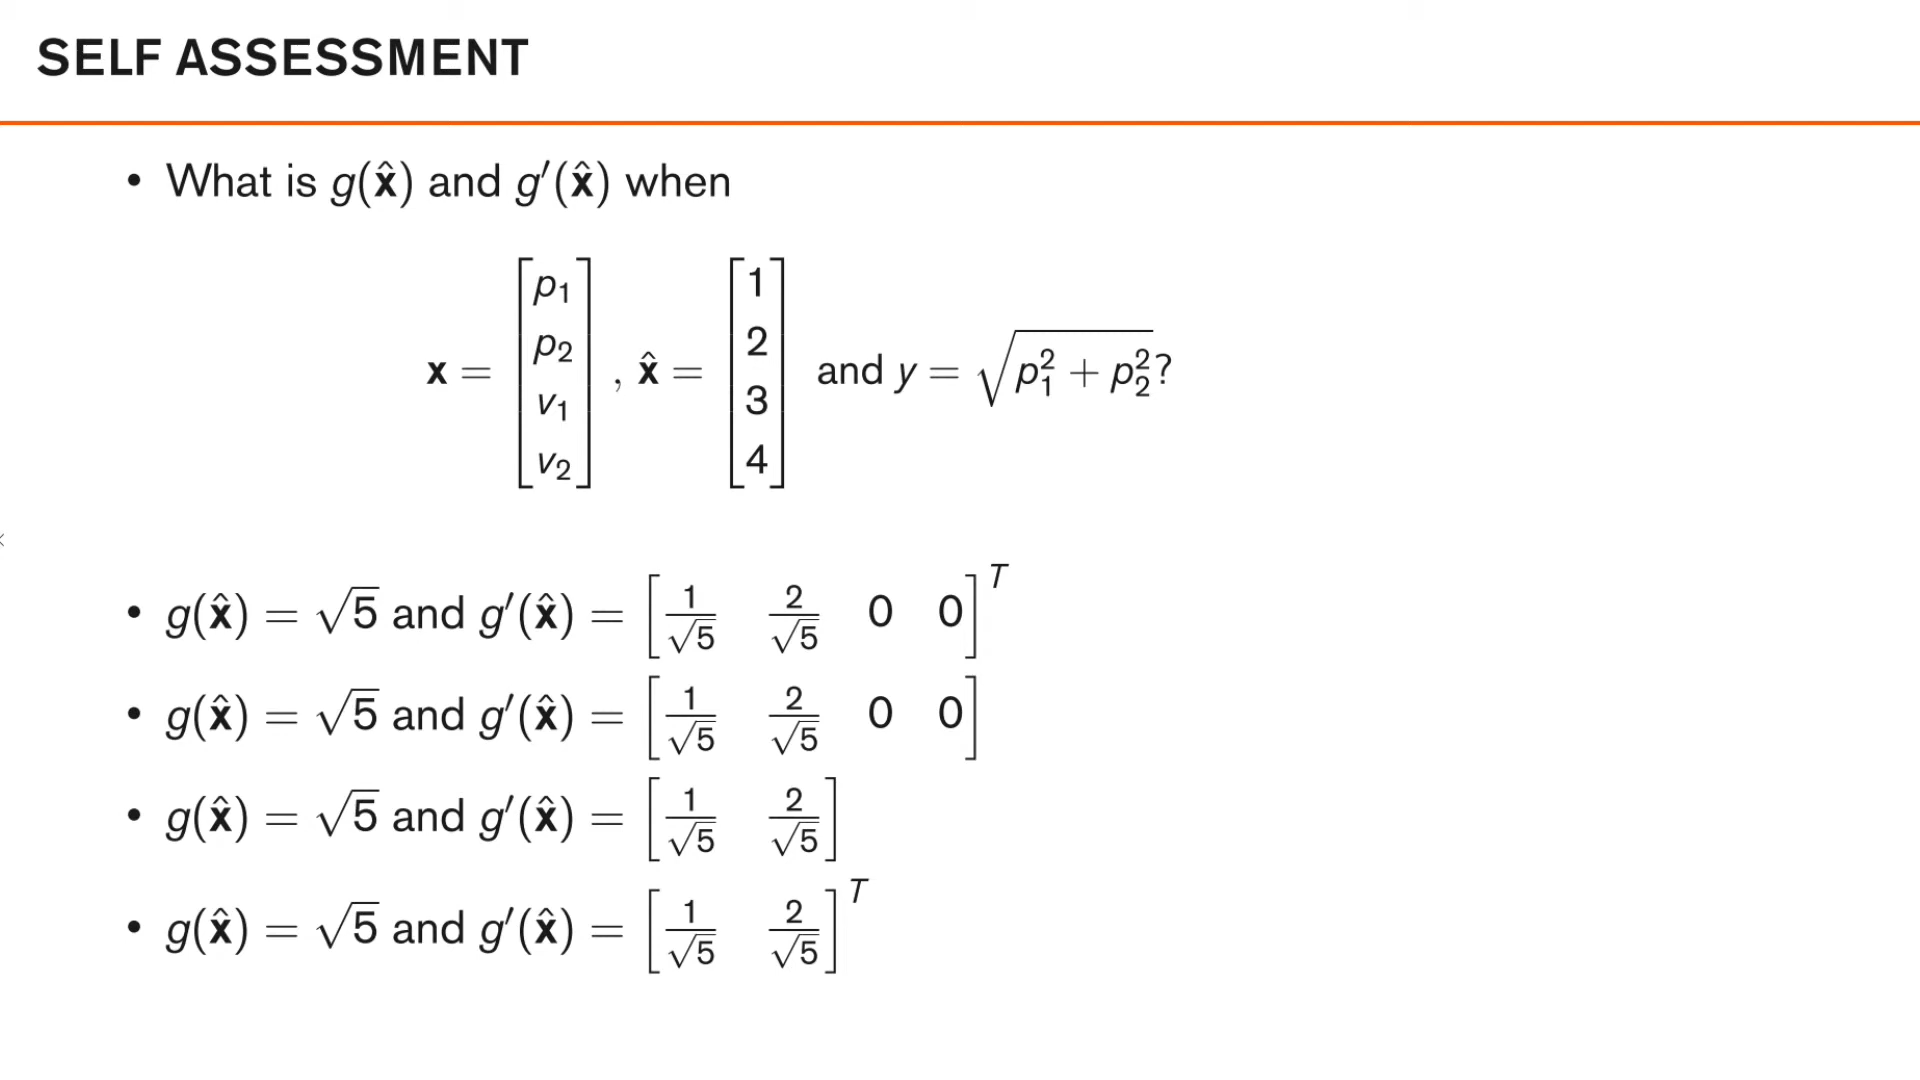 SELF ASSESSMENT
• What is g(x̂) and g′(x̂) when
x = [p₁ p₂ v₁ v₂], x̂ = [1 2 3 4] and y = √(p₁² + p₂²)?
• g(x̂) = √5 and g′(x̂) = [1/√5 2/√5 0 0]ᵀ
• g(x̂) = √5 and g′(x̂) = [1/√5 2/√5 0 0]
• g(x̂) = √5 and g′(x̂) = [1/√5 2/√5]
• g(x̂) = √5 and g′(x̂) = [1/√5 2/√5]ᵀ